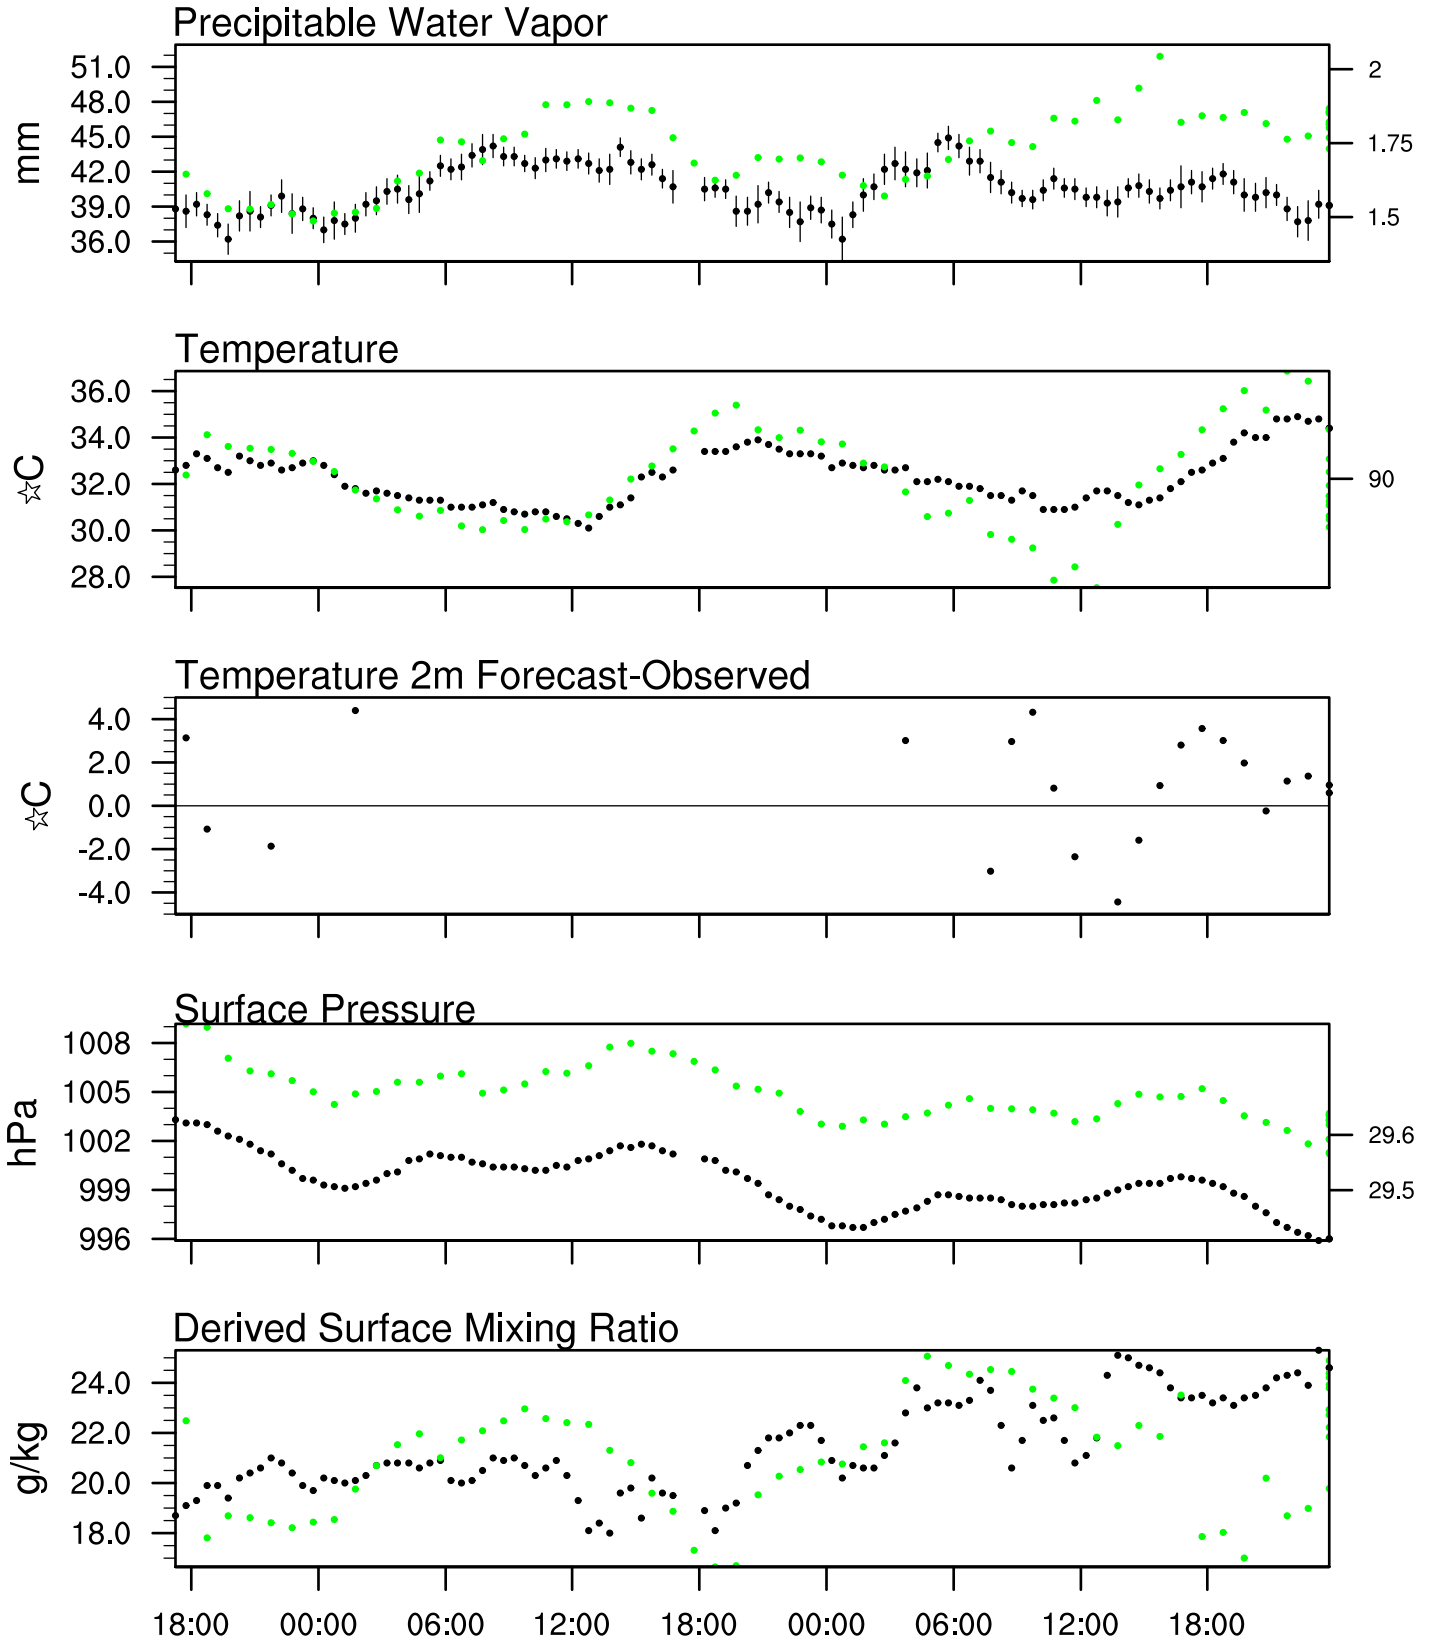 Precipitable Water Vapor
mm
51.0
48.0
45.0
42.0
39.0
36.0
2
1.75
1.5
Temperature
☆C
36.0
34.0
32.0
30.0
28.0
90
Temperature 2m Forecast-Observed
☆C
4.0
2.0
0.0
-2.0
-4.0
Surface Pressure
hPa
1008
1005
1002
999
996
29.6
29.5
Derived Surface Mixing Ratio
g/kg
24.0
22.0
20.0
18.0
18:00 00:00 06:00 12:00 18:00 00:00 06:00 12:00 18:00